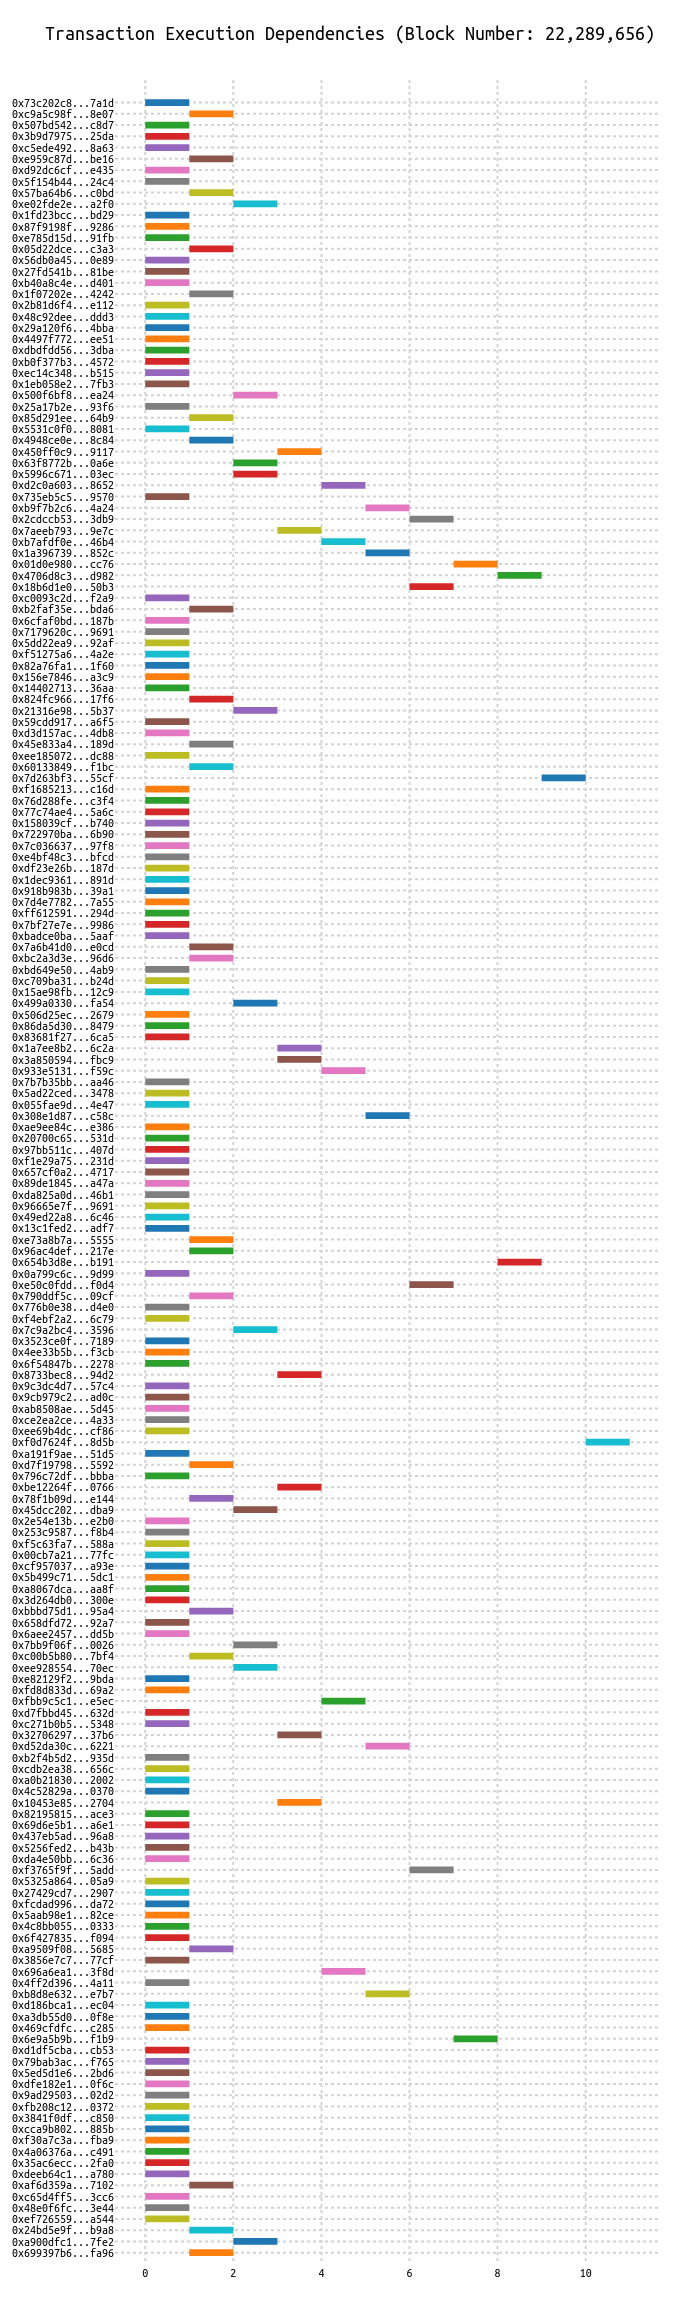 Transaction Execution Dependencies (Block Number: 22,289,656)
0x73c202c8...7a1d
0xc9a5c98f...8e07
0x507bd542...c8d7
0x3b9d7975...25da
0xc5ede492...8a63
0xe959c87d...be16
0xd92dc6cf...e435
0x5f154b44...24c4
0x57ba64b6...c0bd
0xe02fde2e...a2f0
0x1fd23bcc...bd29
0x87f9198f...9286
0xe785d15d...91fb
0x05d22dce...c3a3
0x56db0a45...0e89
0x27fd541b...81be
0xb40a8c4e...d401
0x1f07202e...4242
0x2b81d6f4...e112
0x48c92dee...ddd3
0x29a120f6...4bba
0x4497f772...ee51
0xdbdfdd56...3dba
0xb0f377b3...4572
0xec14c348...b515
0x1eb058e2...7fb3
0x500f6bf8...ea24
0x25a17b2e...93f6
0x85d291ee...64b9
0x5531c0f0...8081
0x4948ce0e...8c84
0x450ff0c9...9117
0x63f8772b...0a6e
0x5996c671...03ec
0xd2c0a603...8652
0x735eb5c5...9570
0xb9f7b2c6...4a24
0x2cdccb53...3db9
0x7aeeb793...9e7c
0xb7afdf0e...46b4
0x1a396739...852c
0x01d0e980...cc76
0x4706d8c3...d982
0x18b6d1e0...50b3
0xc0093c2d...f2a9
0xb2faf35e...bda6
0x6cfaf0bd...187b
0x7179620c...9691
0x5dd22ea9...92af
0xf51275a6...4a2e
0x82a76fa1...1f60
0x156e7846...a3c9
0x14402713...36aa
0x824fc966...17f6
0x21316e98...5b37
0x59cdd917...a6f5
0xd3d157ac...4db8
0x45e833a4...189d
0xee185072...dc88
0x60133849...f1bc
0x7d263bf3...55cf
0xf1685213...c16d
0x76d288fe...c3f4
0x77c74ae4...5a6c
0x158039cf...b740
0x722970ba...6b90
0x7c036637...97f8
0xe4bf48c3...bfcd
0xdf23e26b...187d
0x1dec9361...891d
0x918b983b...39a1
0x7d4e7782...7a55
0xff612591...294d
0x7bf27e7e...9986
0xbadce0ba...5aaf
0x7a6b41d0...e0cd
0xbc2a3d3e...96d6
0xbd649e50...4ab9
0xc709ba31...b24d
0x15ae98fb...12c9
0x499a0330...fa54
0x506d25ec...2679
0x86da5d30...8479
0x83681f27...6ca5
0x1a7ee8b2...6c2a
0x3a850594...fbc9
0x933e5131...f59c
0x7b7b35bb...aa46
0x5ad22ced...3478
0x055fae9d...4e47
0x308e1d87...c58c
0xae9ee84c...e386
0x20700c65...531d
0x97bb511c...407d
0xf1e29a75...231d
0x657cf0a2...4717
0x89de1845...a47a
0xda825a0d...46b1
0x96665e7f...9691
0x49ed22a8...6c46
0x13c1fed2...adf7
0xe73a8b7a...5555
0x96ac4def...217e
0x654b3d8e...b191
0x0a799c6c...9d99
0xe50c0fdd...f0d4
0x790ddf5c...09cf
0x776b0e38...d4e0
0xf4ebf2a2...6c79
0x7c9a2bc4...3596
0x3523ce0f...7189
0x4ee33b5b...f3cb
0x6f54847b...2278
0x8733bec8...94d2
0x9c3dc4d7...57c4
0x9cb979c2...ad0c
0xab8508ae...5d45
0xce2ea2ce...4a33
0xee69b4dc...cf86
0xf0d7624f...8d5b
0xa191f9ae...51d5
0xd7f19798...5592
0x796c72df...bbba
0xbe12264f...0766
0x78f1b09d...e144
0x45dcc202...dba9
0x2e54e13b...e2b0
0x253c9587...f8b4
0xf5c63fa7...588a
0x00cb7a21...77fc
0xcf957037...a93e
0x5b499c71...5dc1
0xa8067dca...aa8f
0x3d264db0...300e
0xbbbd75d1...95a4
0x658dfd72...92a7
0x6aee2457...dd5b
0x7bb9f06f...0026
0xc00b5b80...7bf4
0xee928554...70ec
0xe82129f2...9bda
0xfd8d833d...69a2
0xfbb9c5c1...e5ec
0xd7fbbd45...632d
0xc271b0b5...5348
0x32706297...37b6
0xd52da30c...6221
0xb2f4b5d2...935d
0xcdb2ea38...656c
0xa0b21830...2002
0x4c52829a...0370
0x10453e85...2704
0x82195815...ace3
0x69d6e5b1...a6e1
0x437eb5ad...96a8
0x5256fed2...b43b
0xda4e50bb...6c36
0xf3765f9f...5add
0x5325a864...05a9
0x27429cd7...2907
0xfcdad996...da72
0x5aab98e1...82ce
0x4c8bb055...0333
0x6f427835...f094
0xa9509f08...5685
0x3856e7c7...77cf
0x696a6ea1...3f8d
0x4ff2d396...4a11
0xb8d8e632...e7b7
0xd186bca1...ec04
0xa3db55d0...0f8e
0x469cfdfc...c285
0x6e9a5b9b...f1b9
0xd1df5cba...cb53
0x79bab3ac...f765
0x5ed5d1e6...2bd6
0xdfe182e1...0f6c
0x9ad29503...02d2
0xfb208c12...0372
0x3841f0df...c850
0xcca9b802...885b
0xf30a7c3a...fba9
0x4a06376a...c491
0x35ac6ecc...2fa0
0xdeeb64c1...a780
0xaf6d359a...7102
0xc65d4ff5...3cc6
0x48e0f6fc...3e44
0xef726559...a544
0x24bd5e9f...b9a8
0xa900dfc1...7fe2
0x699397b6...fa96
0 2 4 6 8 10